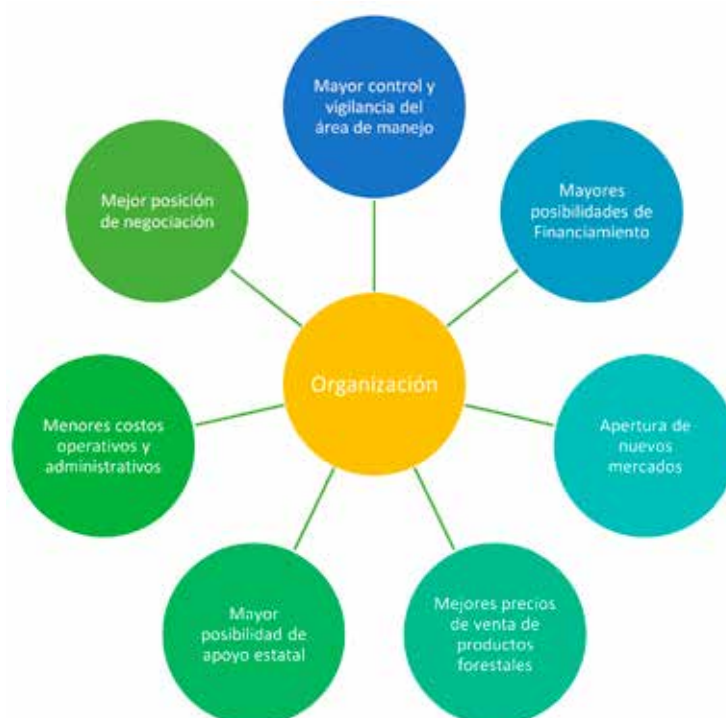 Mayor control y
vigilancia del
área de manejo
Mejor posición
de negociación
Mayores
posibilidades de
Financiamiento
Organización
Menores costos
operativos y
administrativos
Apertura de
nuevos
mercados
Mayor
posibilidad de
apoyo estatal
Mejores precios
de venta de
productos
forestales